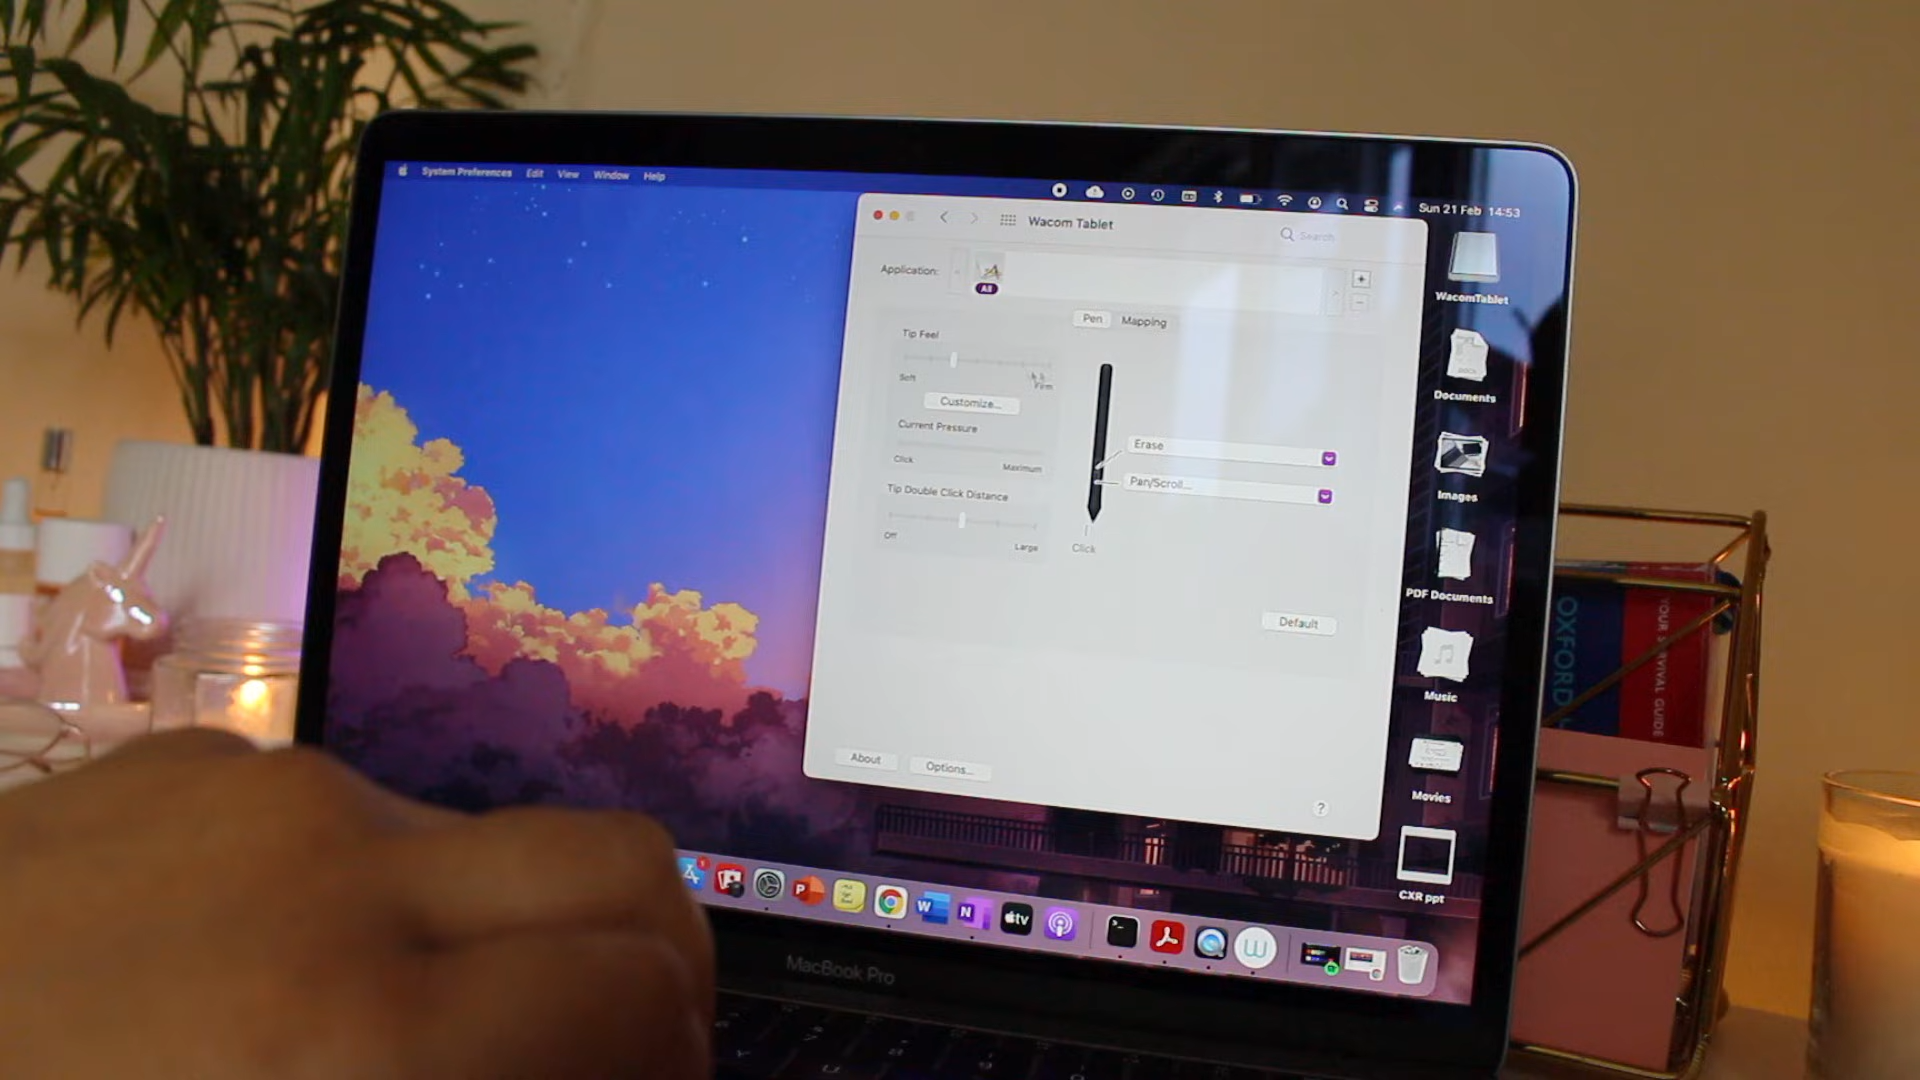 System Preferences Edit View Window Help
Sun 21 Feb 14:53
Wacom Tablet
Search
Application:
All
Pen Mapping
Tip Feel
Soft Firm
Customize...
Current Pressure
Click Maximum
Tip Double Click Distance
Off Large
Erase
Pan/Scroll...
Click
Default
About Options...
?
WacomTablet
DOCX
Documents
Images
PDF Documents
Music
Movies
CXR ppt
P
W
N
tv
MacBook Pro
OXFORD
YOUR SURVIVAL GUIDE